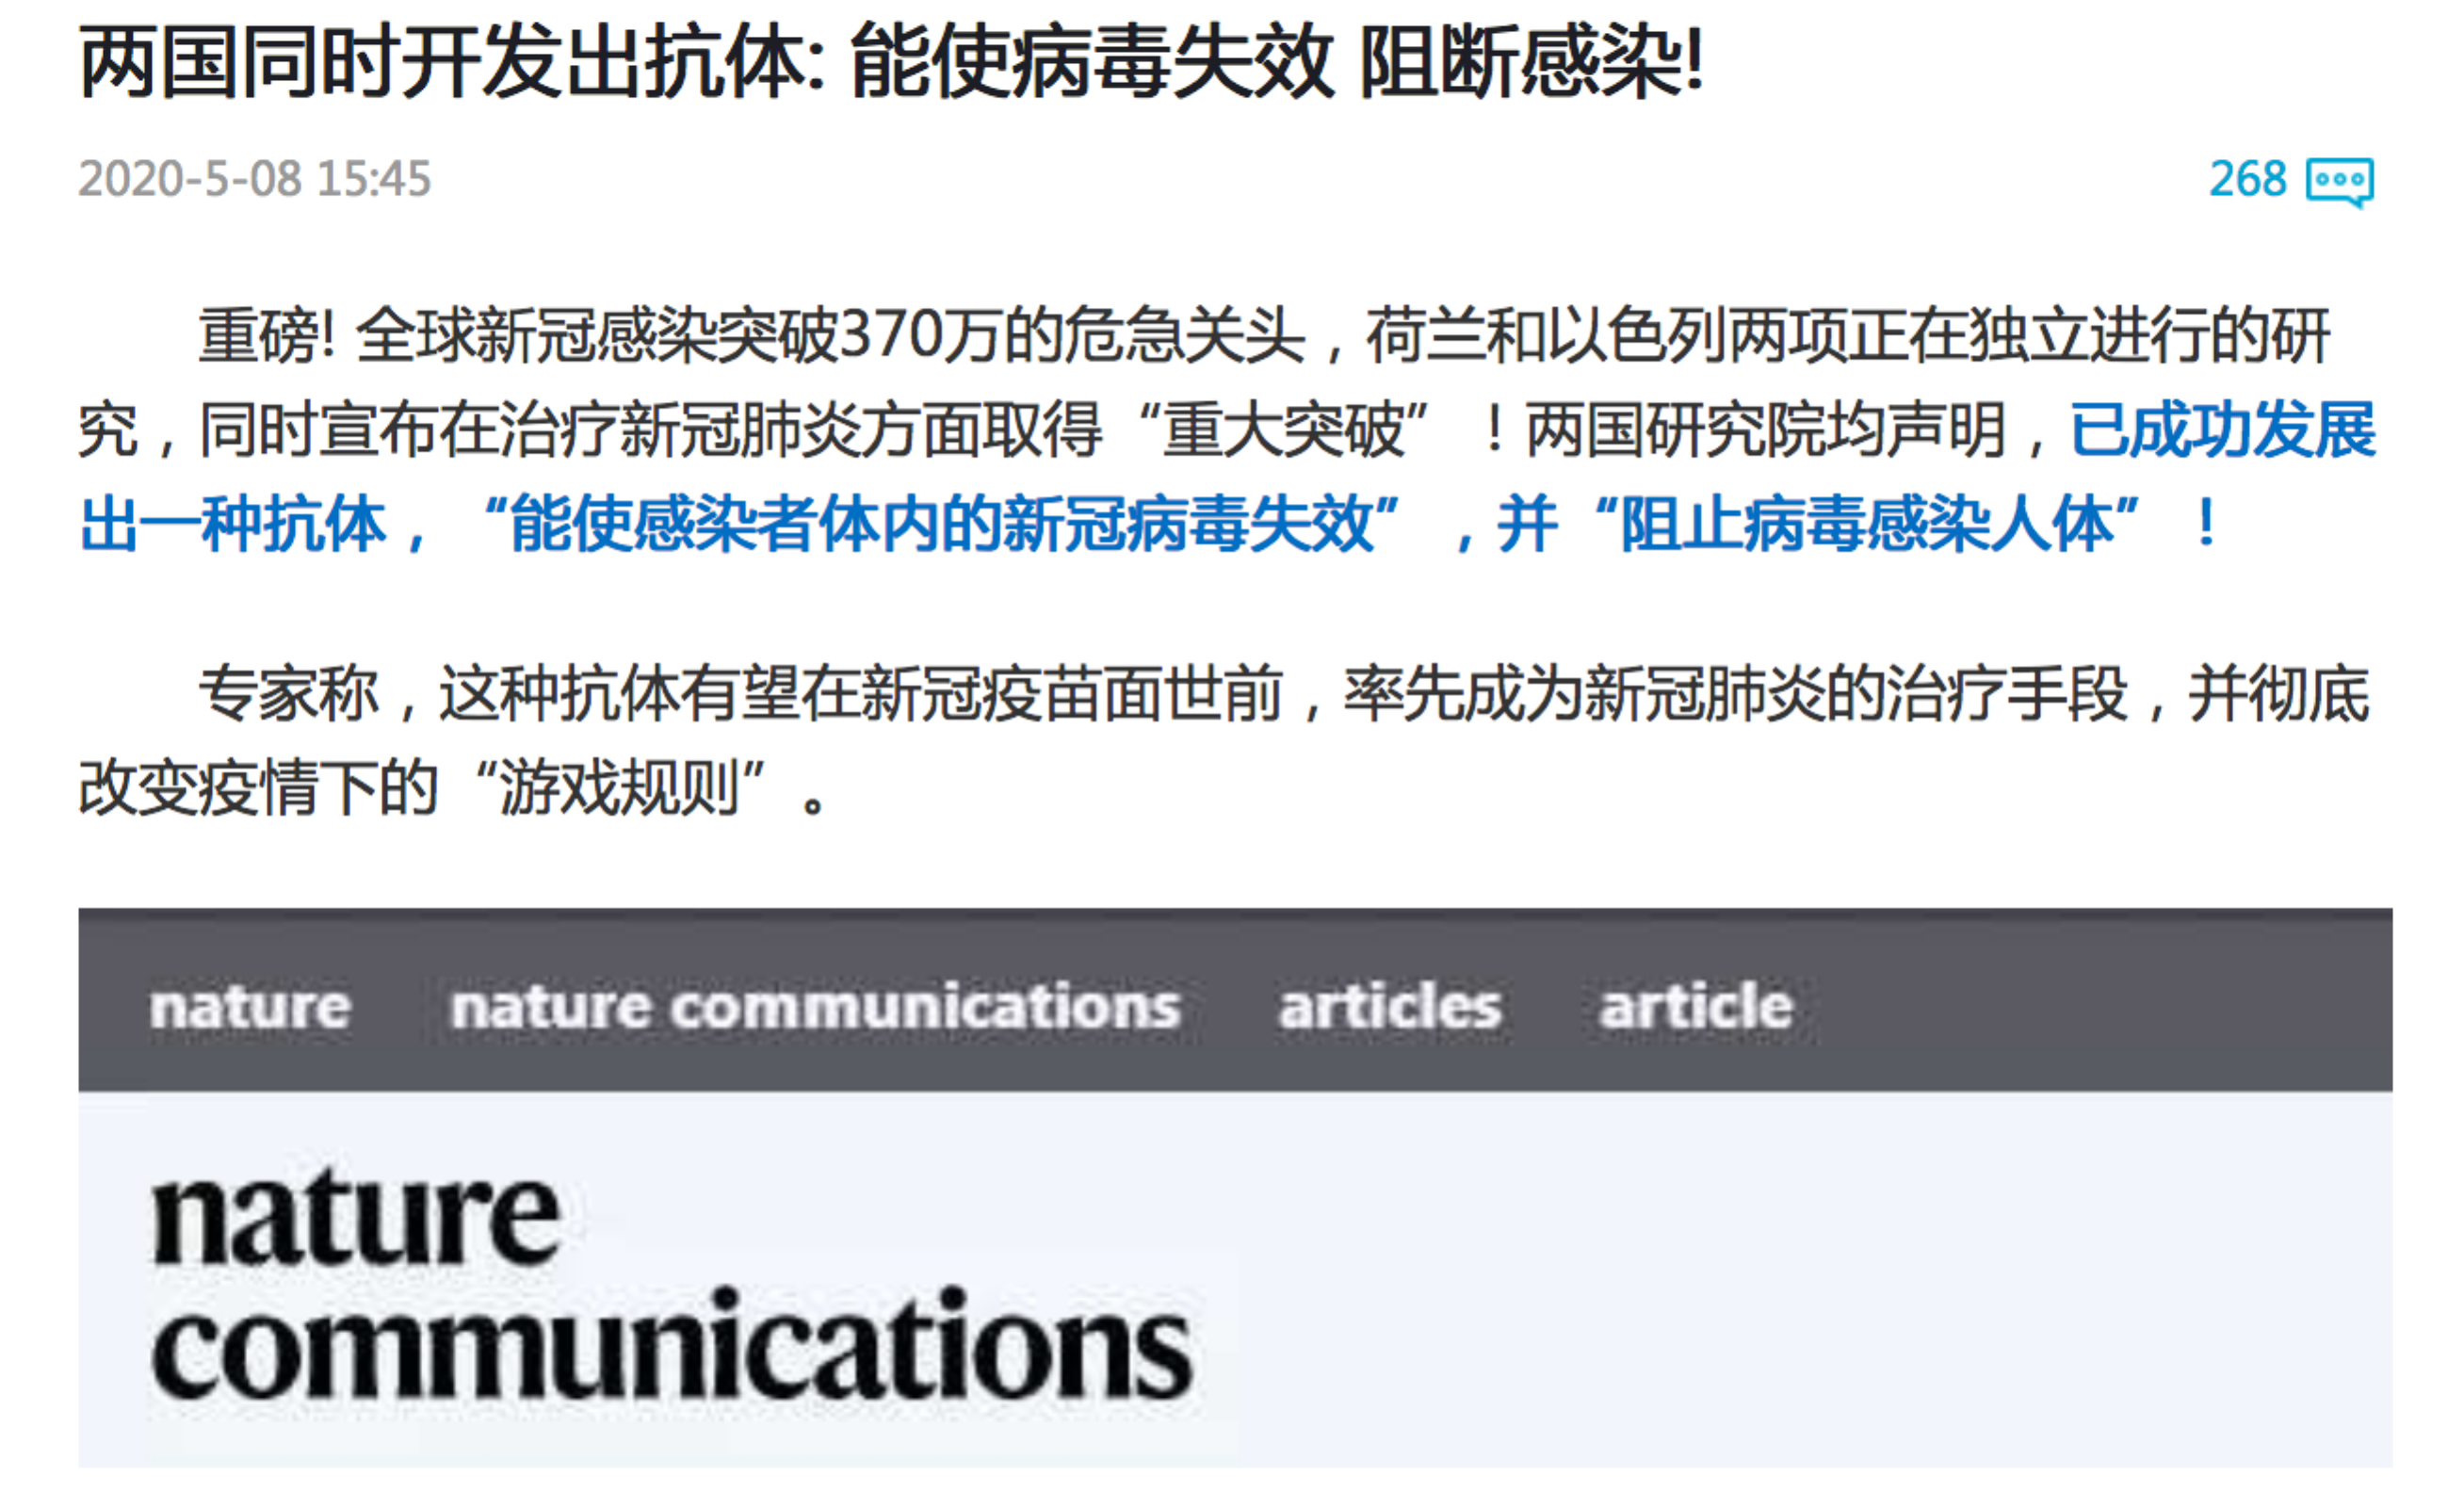 两国同时开发出抗体: 能使病毒失效 阻断感染!
2020-5-08 15:45
268
重磅! 全球新冠感染突破370万的危急关头，荷兰和以色列两项正在独立进行的研
究，同时宣布在治疗新冠肺炎方面取得“重大突破”！两国研究院均声明，已成功发展
出一种抗体，“能使感染者体内的新冠病毒失效”，并“阻止病毒感染人体”！
专家称，这种抗体有望在新冠疫苗面世前，率先成为新冠肺炎的治疗手段，并彻底
改变疫情下的“游戏规则”。
nature nature communications articles article
nature
communications